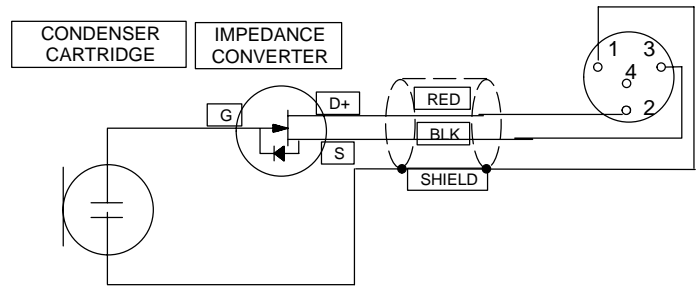 CONDENSER
CARTRIDGE
IMPEDANCE
CONVERTER
1
3
4
2
G
D+
RED
BLK
S
SHIELD